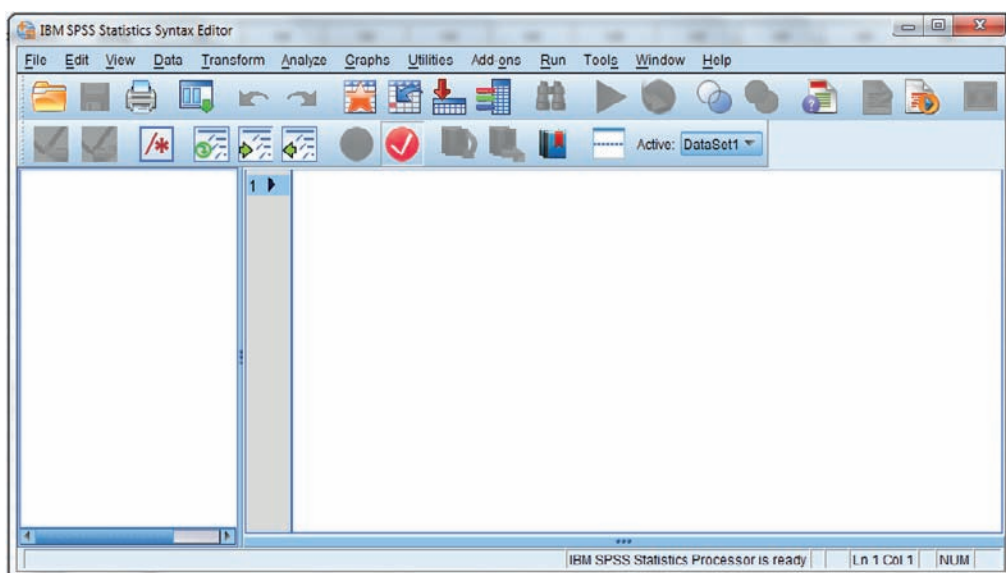 IBM SPSS Statistics Syntax Editor
File Edit View Data Transform Analyze Graphs Utilities Add-ons Run Tools Window Help
/* Active: DataSet1
1
IBM SPSS Statistics Processor is ready Ln 1 Col 1 NUM